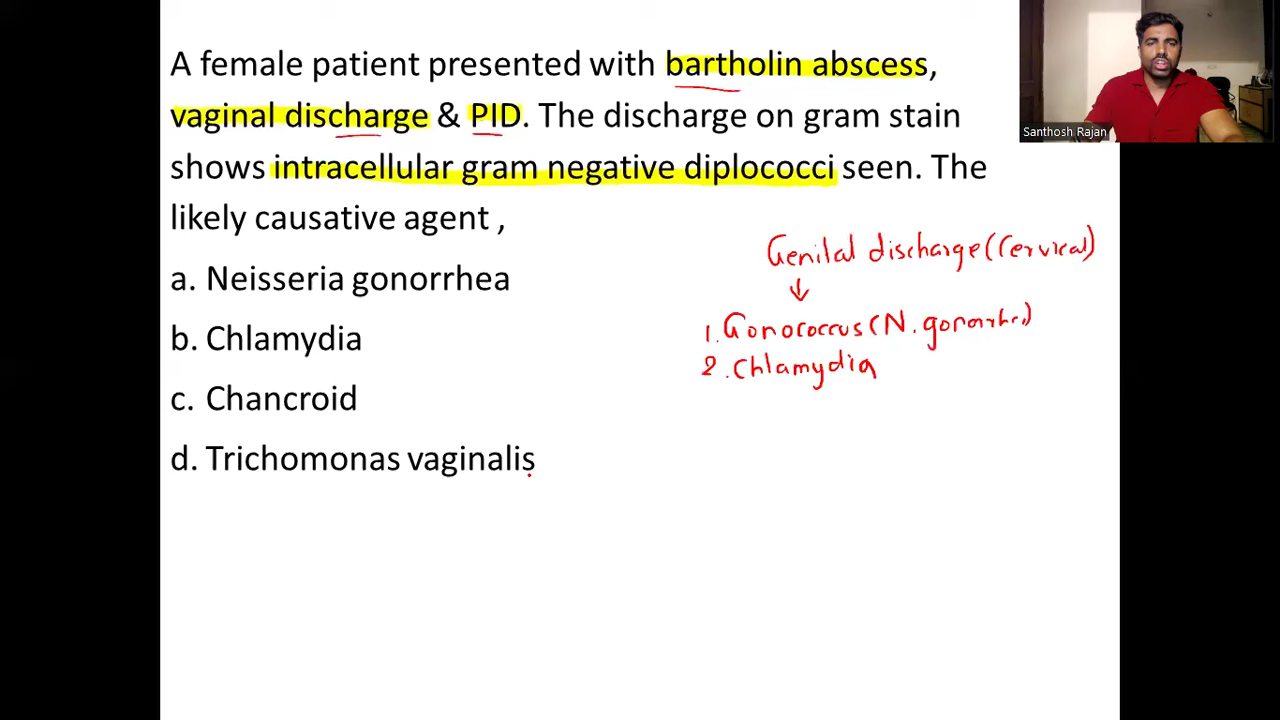 A female patient presented with bartholin abscess,
vaginal discharge & PID. The discharge on gram stain
shows intracellular gram negative diplococci seen. The
likely causative agent ,
a. Neisseria gonorrhea
b. Chlamydia
c. Chancroid
d. Trichomonas vaginalis
Genital discharge (Cervical)
↓
1. Gonococcus (N. gonorrhea)
2. Chlamydia
Santhosh Rajan